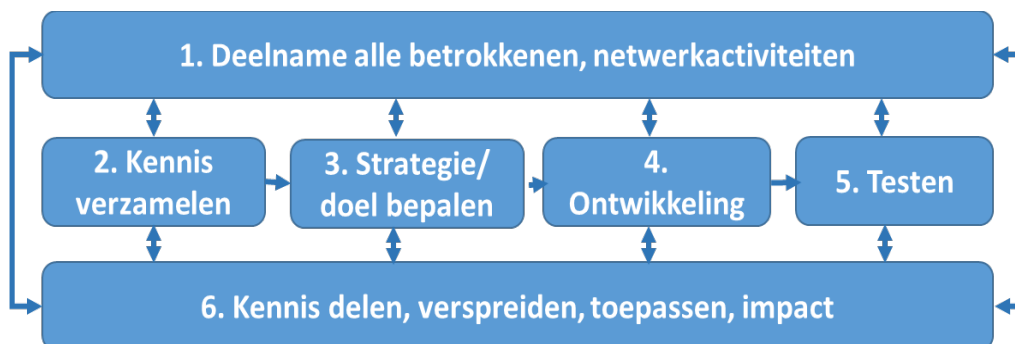 1. Deelname alle betrokkenen, netwerkactiviteiten
2. Kennis
verzamelen
3. Strategie/
doel bepalen
4.
Ontwikkeling
5. Testen
6. Kennis delen, verspreiden, toepassen, impact